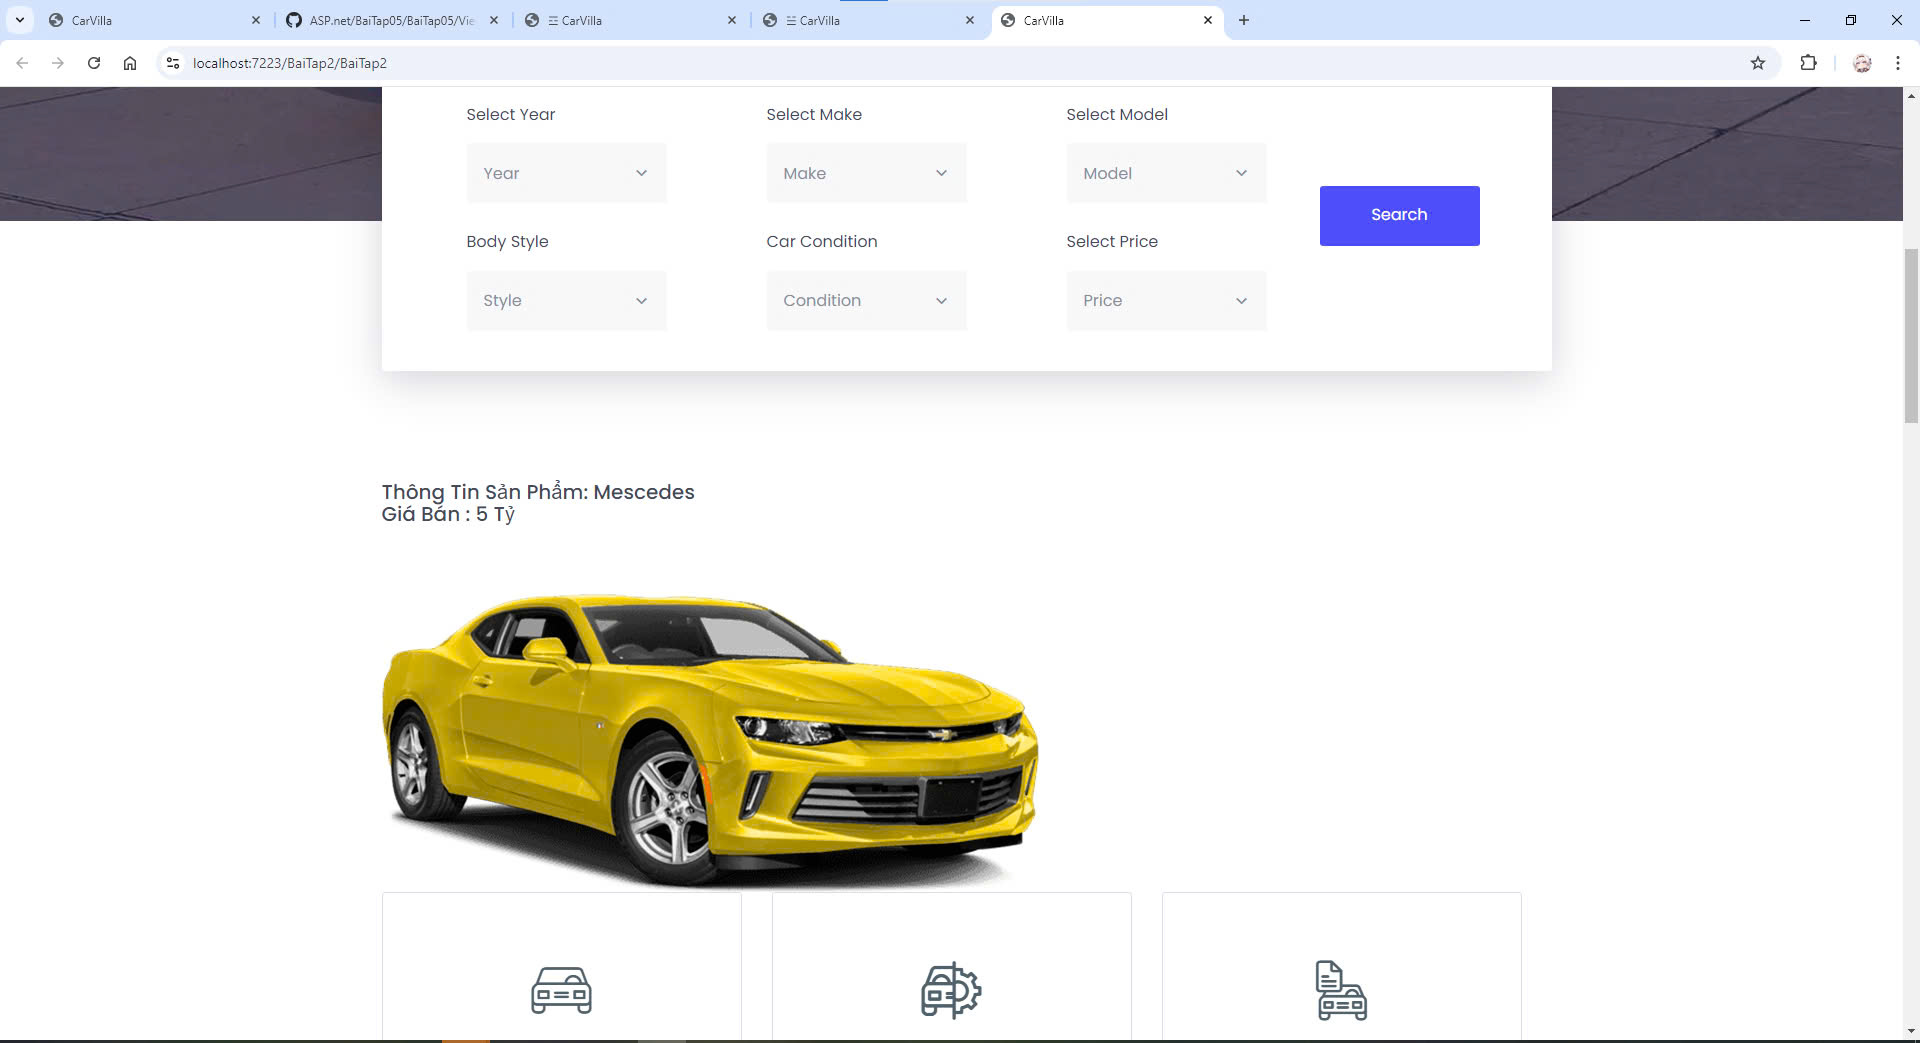 CarVilla
ASP.net/BaiTap05/BaiTap05/Vie
☰ CarVilla
☰ CarVilla
CarVilla
localhost:7223/BaiTap2/BaiTap2
Select Year
Select Make
Select Model
Year
Make
Model
Search
Body Style
Car Condition
Select Price
Style
Condition
Price
Thông Tin Sản Phẩm: Mescedes
Giá Bán : 5 Tỷ